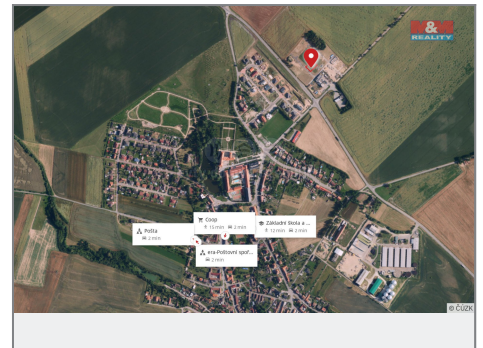 M&M
REALITY
Coop
15 min 2 min
Základní škola a ...
12 min 2 min
Pošta
2 min
era-Poštovní spoř...
2 min
© ČÚZK